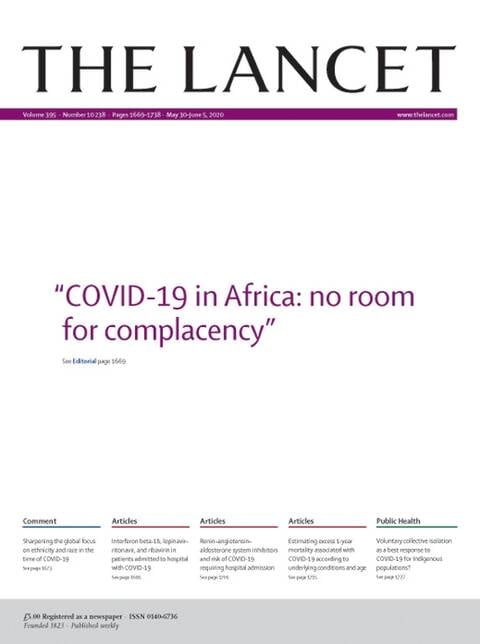 THE LANCET
Volume 395 · Number 10238 · Pages 1669–1738 · May 30–June 5, 2020 www.thelancet.com
“COVID-19 in Africa: no room
for complacency”
See Editorial page 1669
Comment
Sharpening the global focus
on ethnicity and race in the
time of COVID-19
See page 1673
Articles
Interferon beta-1b, lopinavir–
ritonavir, and ribavirin in
patients admitted to hospital
with COVID-19
See page 1695
Articles
Renin–angiotensin–
aldosterone system inhibitors
and risk of COVID-19
requiring hospital admission
See page 1705
Articles
Estimating excess 1-year
mortality associated with
COVID-19 according to
underlying conditions and age
See page 1715
Public Health
Voluntary collective isolation
as a best response to
COVID-19 for Indigenous
populations?
See page 1727
£5.00 Registered as a newspaper · ISSN 0140-6736
Founded 1823 · Published weekly